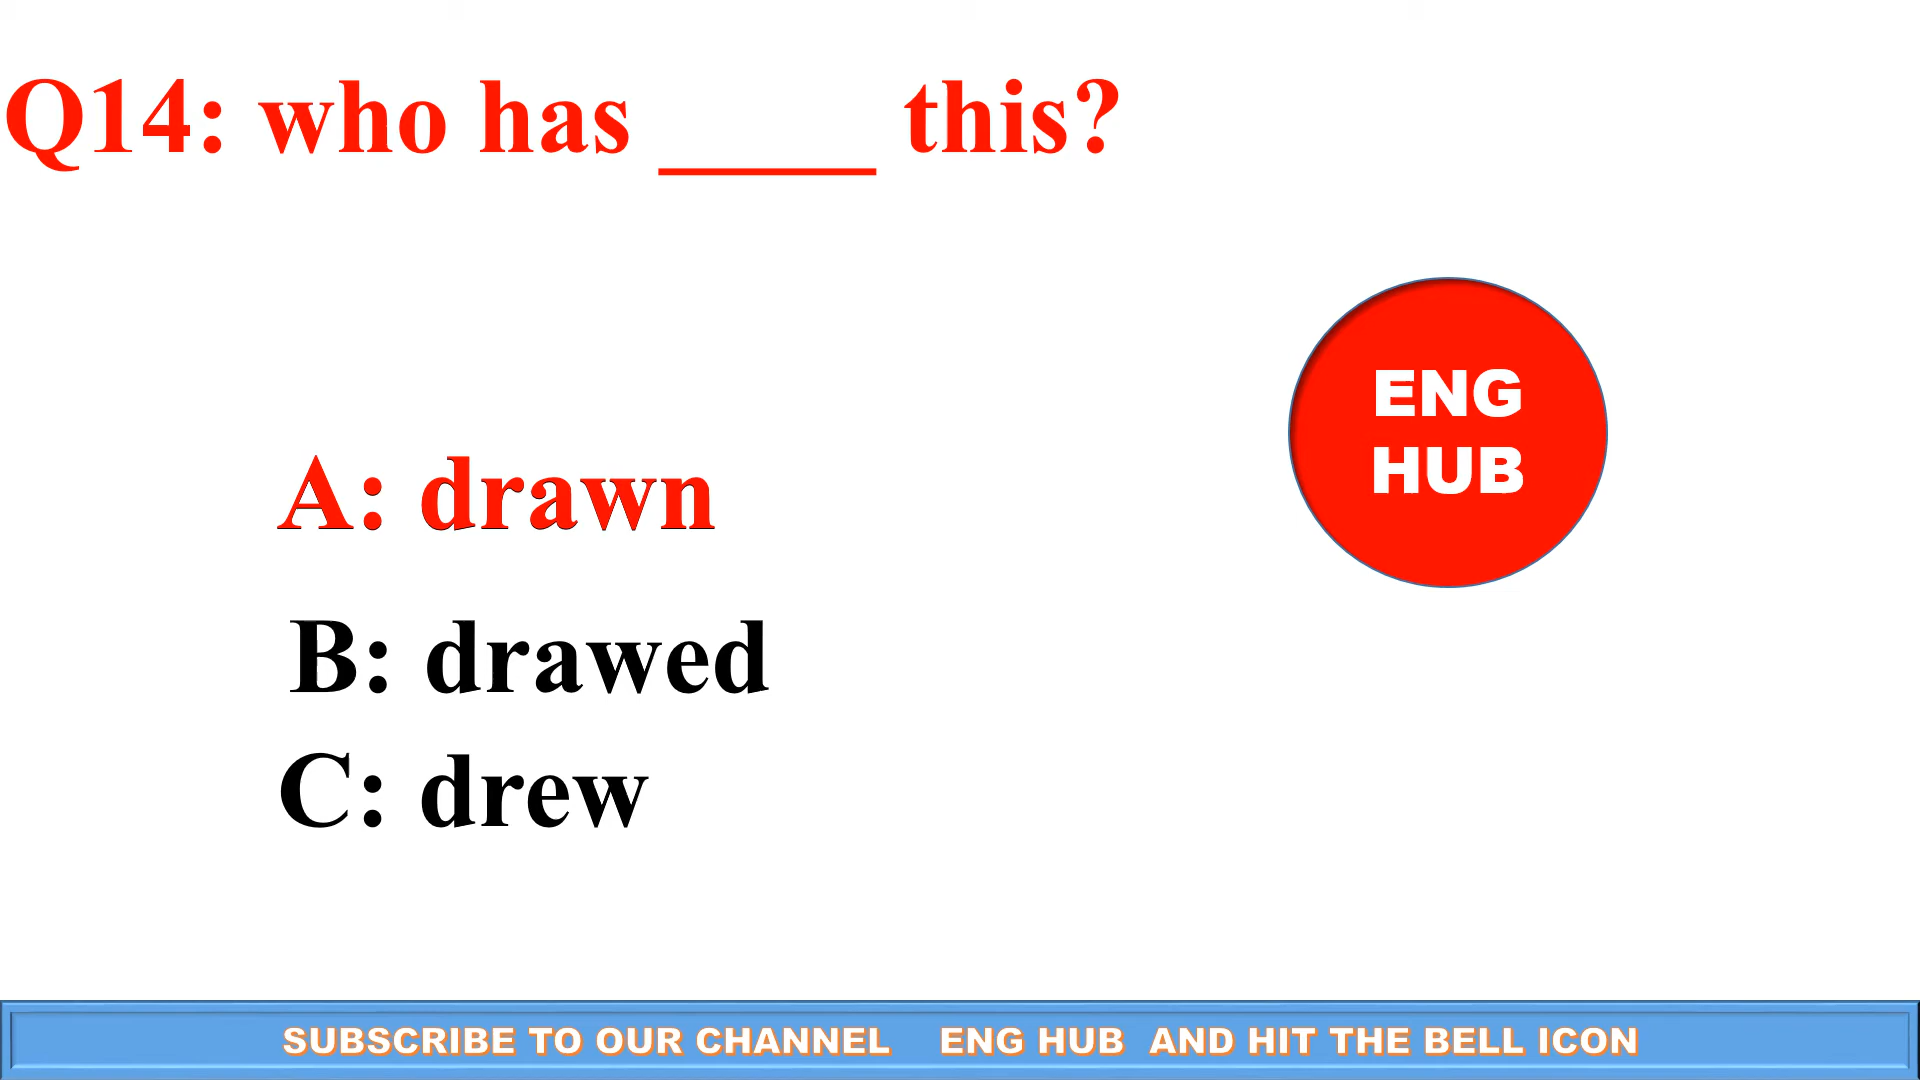 Q14: who has ____ this?
ENG
HUB
A: drawn
B: drawed
C: drew
SUBSCRIBE TO OUR CHANNEL ENG HUB AND HIT THE BELL ICON